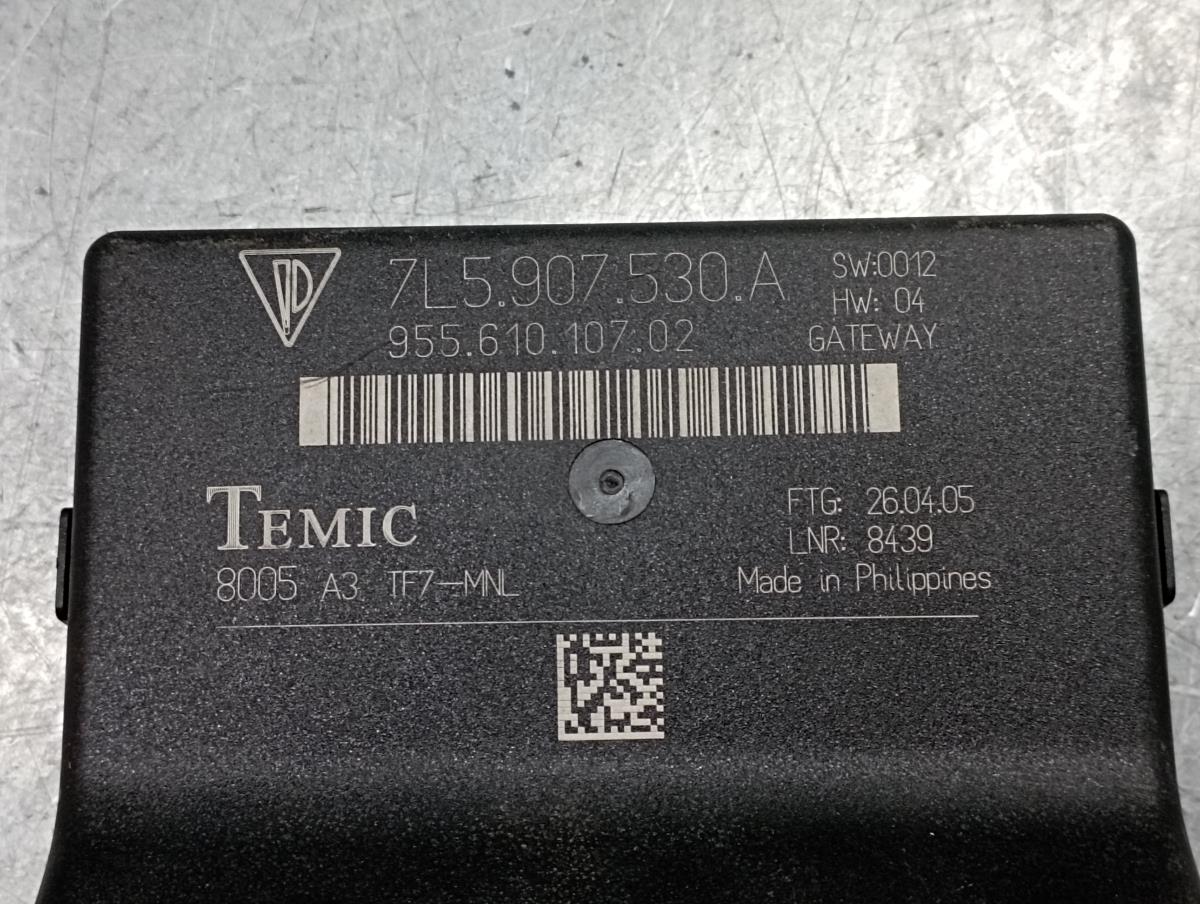 7L5.907.530.A
SW:0012
HW: 04
955.610.107.02
GATEWAY
TEMIC
8005 A3 TF7-MNL
FTG: 26.04.05
LNR: 8439
Made in Philippines